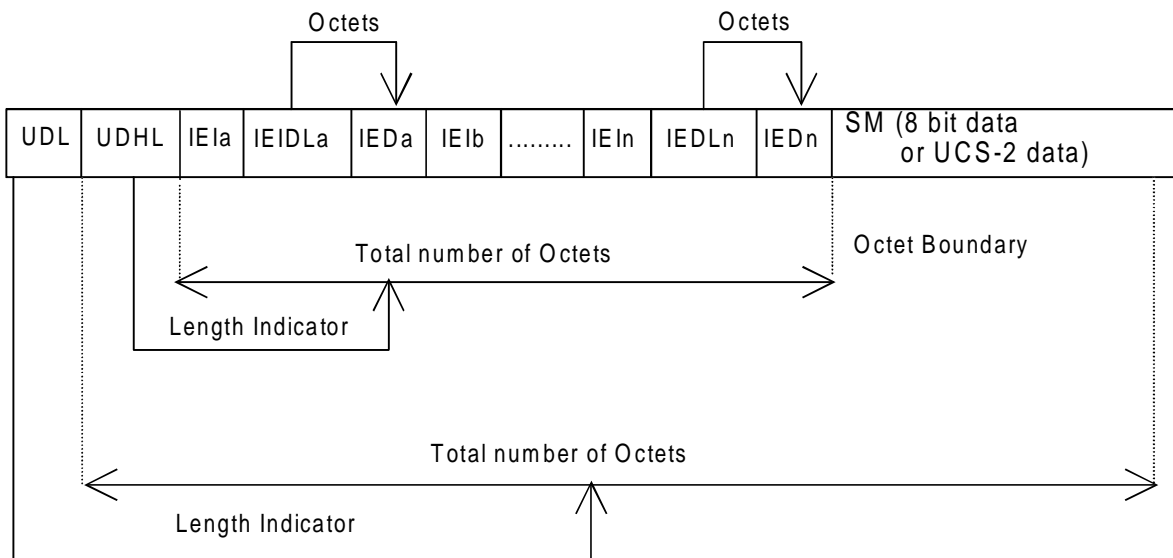 Octets Octets
UDL UDHL IEIa IEIDLa IEDa IEIb ......... IEIn IEDLn IEDn SM (8 bit data
or UCS-2 data)
Octet Boundary
Total number of Octets
Length Indicator
Total number of Octets
Length Indicator